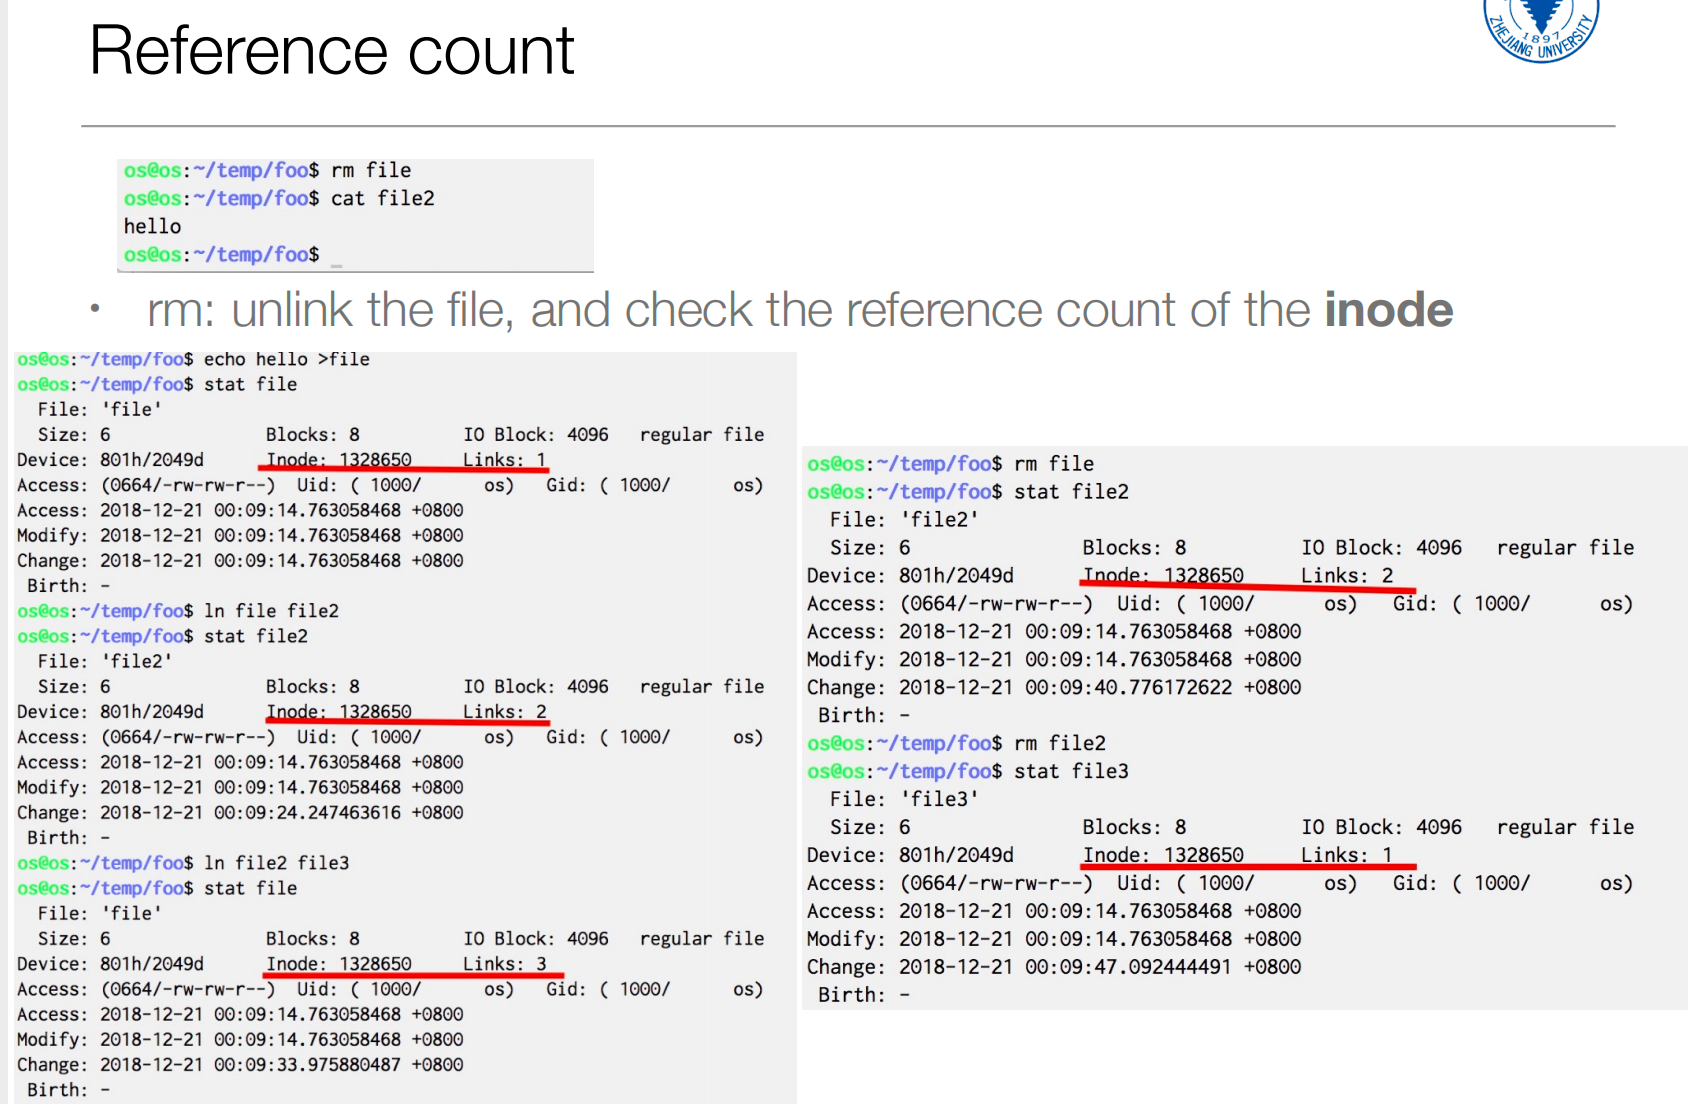 Reference count
ZHEJIANG UNIVERSITY
1897
os@os:~/temp/foo$ rm file
os@os:~/temp/foo$ cat file2
hello
os@os:~/temp/foo$ _
• rm: unlink the file, and check the reference count of the inode
os@os:~/temp/foo$ echo hello >file
os@os:~/temp/foo$ stat file
File: 'file'
Size: 6 Blocks: 8 IO Block: 4096 regular file
Device: 801h/2049d Inode: 1328650 Links: 1
Access: (0664/-rw-rw-r--) Uid: ( 1000/ os) Gid: ( 1000/ os)
Access: 2018-12-21 00:09:14.763058468 +0800
Modify: 2018-12-21 00:09:14.763058468 +0800
Change: 2018-12-21 00:09:14.763058468 +0800
Birth: -
os@os:~/temp/foo$ ln file file2
os@os:~/temp/foo$ stat file2
File: 'file2'
Size: 6 Blocks: 8 IO Block: 4096 regular file
Device: 801h/2049d Inode: 1328650 Links: 2
Access: (0664/-rw-rw-r--) Uid: ( 1000/ os) Gid: ( 1000/ os)
Access: 2018-12-21 00:09:14.763058468 +0800
Modify: 2018-12-21 00:09:14.763058468 +0800
Change: 2018-12-21 00:09:24.247463616 +0800
Birth: -
os@os:~/temp/foo$ ln file2 file3
os@os:~/temp/foo$ stat file
File: 'file'
Size: 6 Blocks: 8 IO Block: 4096 regular file
Device: 801h/2049d Inode: 1328650 Links: 3
Access: (0664/-rw-rw-r--) Uid: ( 1000/ os) Gid: ( 1000/ os)
Access: 2018-12-21 00:09:14.763058468 +0800
Modify: 2018-12-21 00:09:14.763058468 +0800
Change: 2018-12-21 00:09:33.975880487 +0800
Birth: -
os@os:~/temp/foo$ rm file
os@os:~/temp/foo$ stat file2
File: 'file2'
Size: 6 Blocks: 8 IO Block: 4096 regular file
Device: 801h/2049d Inode: 1328650 Links: 2
Access: (0664/-rw-rw-r--) Uid: ( 1000/ os) Gid: ( 1000/ os)
Access: 2018-12-21 00:09:14.763058468 +0800
Modify: 2018-12-21 00:09:14.763058468 +0800
Change: 2018-12-21 00:09:40.776172622 +0800
Birth: -
os@os:~/temp/foo$ rm file2
os@os:~/temp/foo$ stat file3
File: 'file3'
Size: 6 Blocks: 8 IO Block: 4096 regular file
Device: 801h/2049d Inode: 1328650 Links: 1
Access: (0664/-rw-rw-r--) Uid: ( 1000/ os) Gid: ( 1000/ os)
Access: 2018-12-21 00:09:14.763058468 +0800
Modify: 2018-12-21 00:09:14.763058468 +0800
Change: 2018-12-21 00:09:47.092444491 +0800
Birth: -